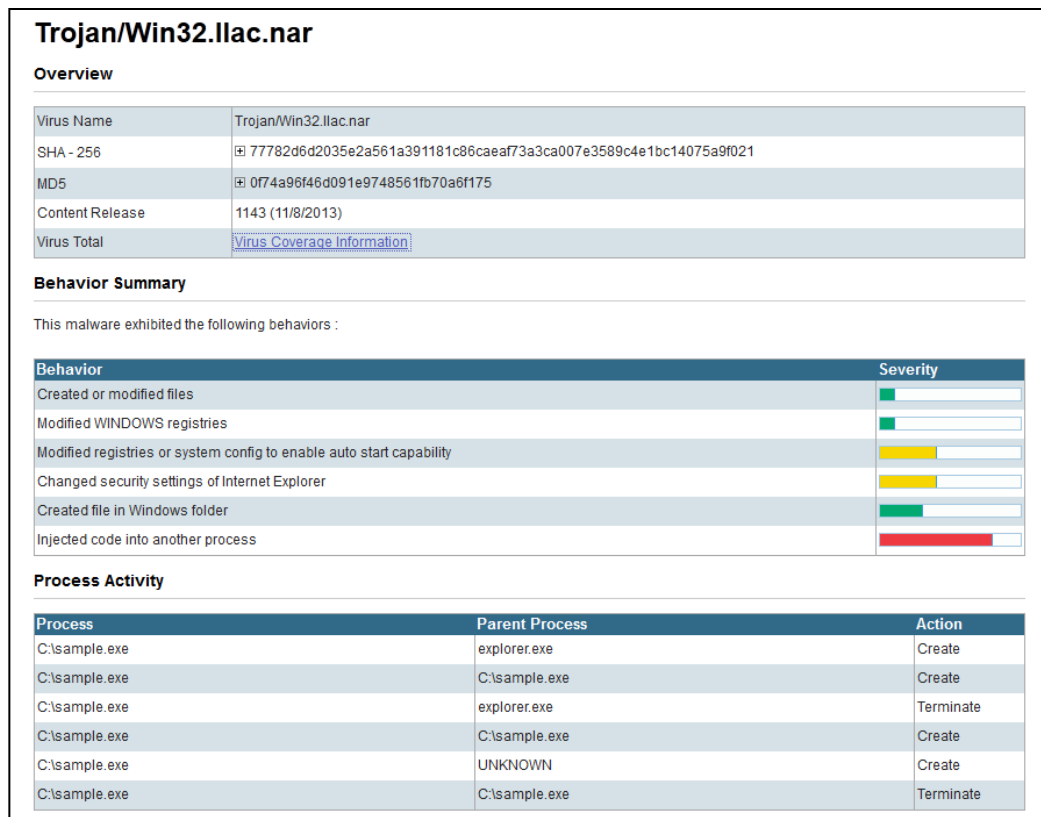 Trojan/Win32.llac.nar
Overview
Virus Name Trojan/Win32.llac.nar
SHA - 256 77782d6d2035e2a561a391181c86caeaf73a3ca007e3589c4e1bc14075a9f021
MD5 0f74a96f46d091e9748561fb70a6f175
Content Release 1143 (11/8/2013)
Virus Total Virus Coverage Information
Behavior Summary
This malware exhibited the following behaviors :
Behavior Severity
Created or modified files
Modified WINDOWS registries
Modified registries or system config to enable auto start capability
Changed security settings of Internet Explorer
Created file in Windows folder
Injected code into another process
Process Activity
Process Parent Process Action
C:\sample.exe explorer.exe Create
C:\sample.exe C:\sample.exe Create
C:\sample.exe explorer.exe Terminate
C:\sample.exe C:\sample.exe Create
C:\sample.exe UNKNOWN Create
C:\sample.exe C:\sample.exe Terminate